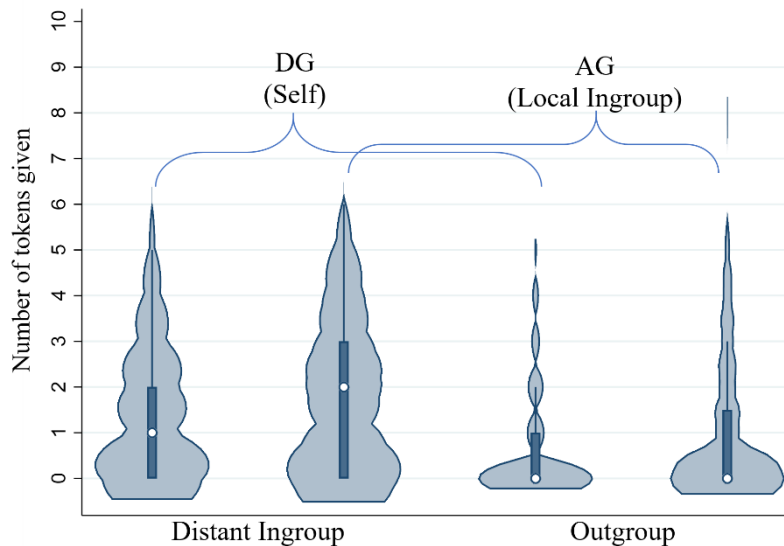 10
9
8
7
6
5
4
3
2
1
0
Number of tokens given
DG
(Self)
AG
(Local Ingroup)
Distant Ingroup
Outgroup